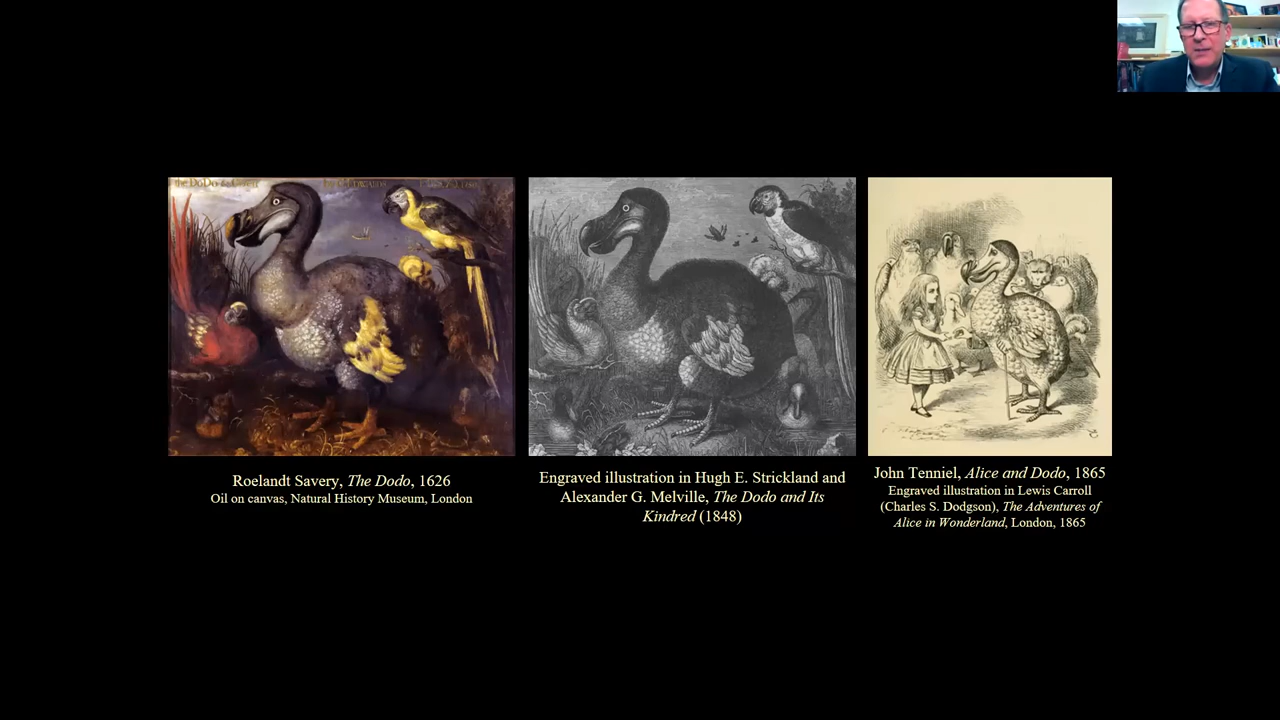 the DoDo &
Roelandt Savery, The Dodo, 1626
Oil on canvas, Natural History Museum, London
Engraved illustration in Hugh E. Strickland and
Alexander G. Melville, The Dodo and Its
Kindred (1848)
John Tenniel, Alice and Dodo, 1865
Engraved illustration in Lewis Carroll
(Charles S. Dodgson), The Adventures of
Alice in Wonderland, London, 1865